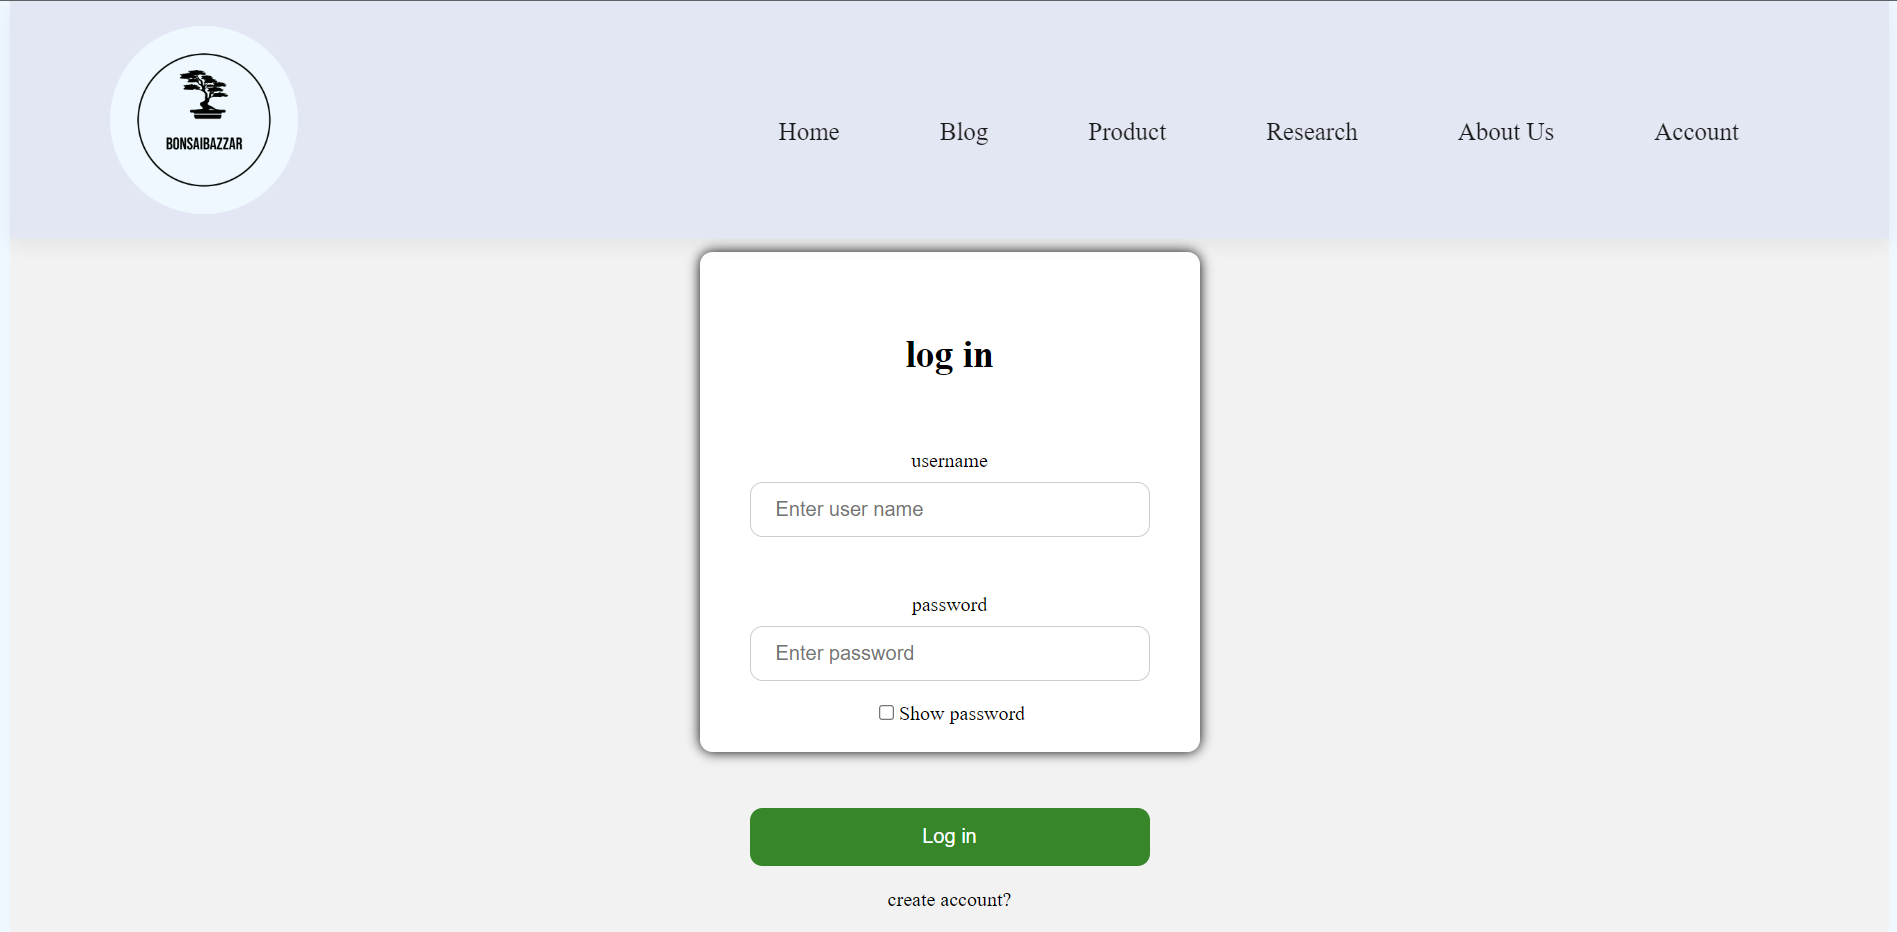 BONSAIBAZZAR
Home Blog Product Research About Us Account
log in
username
Enter user name
password
Enter password
Show password
Log in
create account?